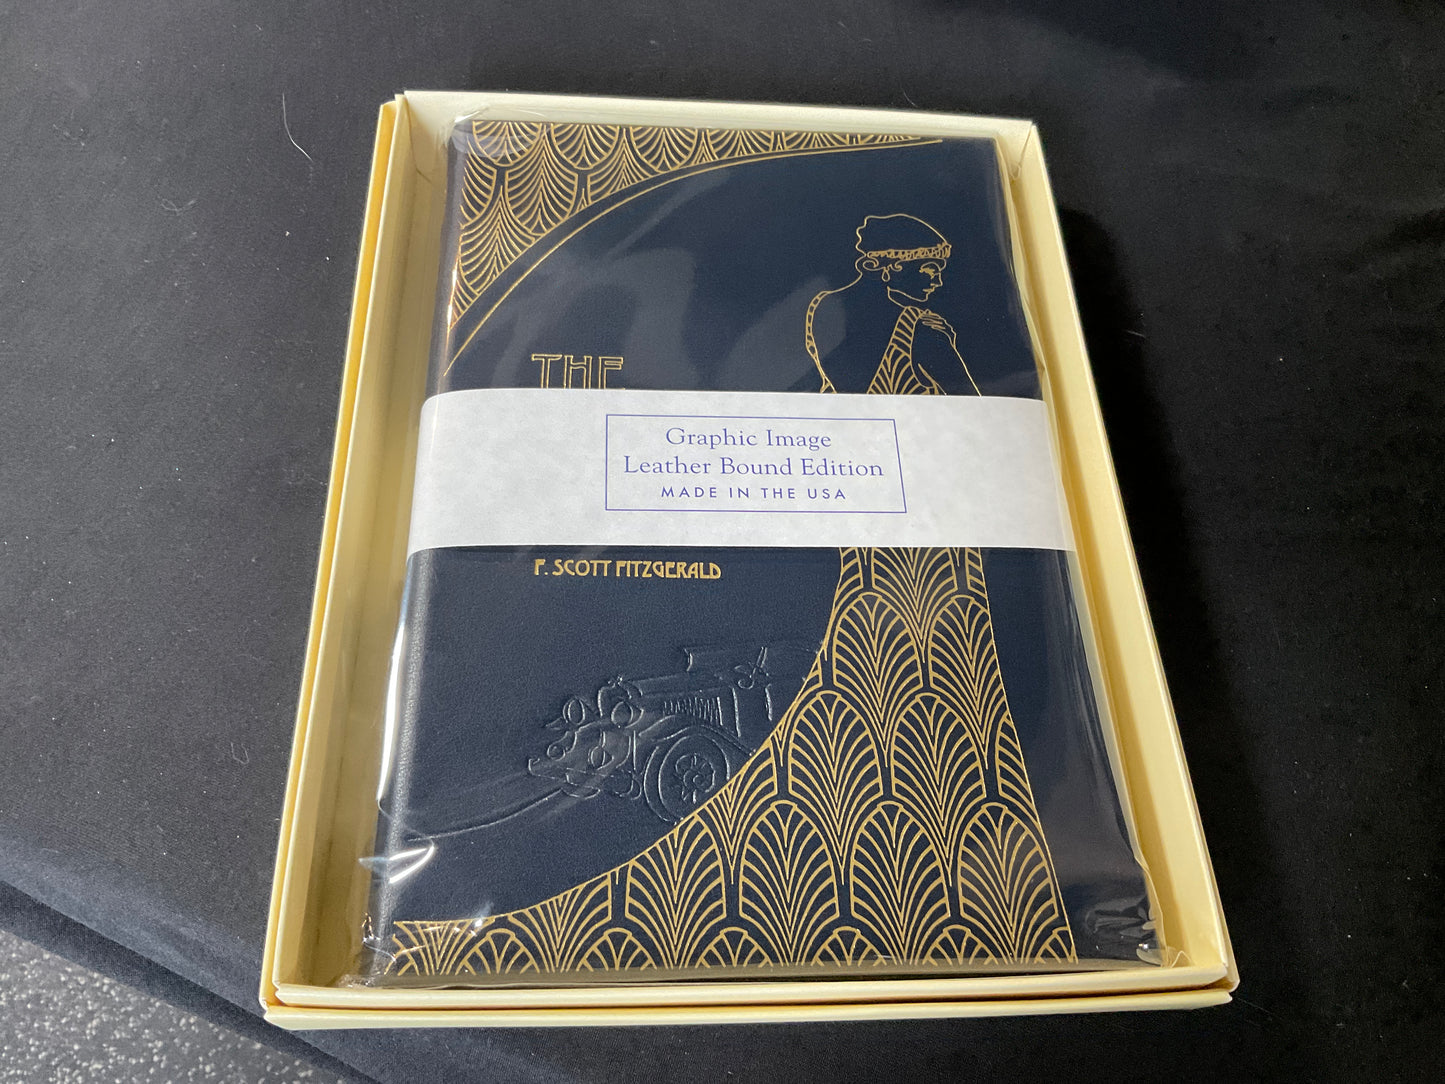 THE
Graphic Image
Leather Bound Edition
MADE IN THE USA
F. SCOTT FITZGERALD